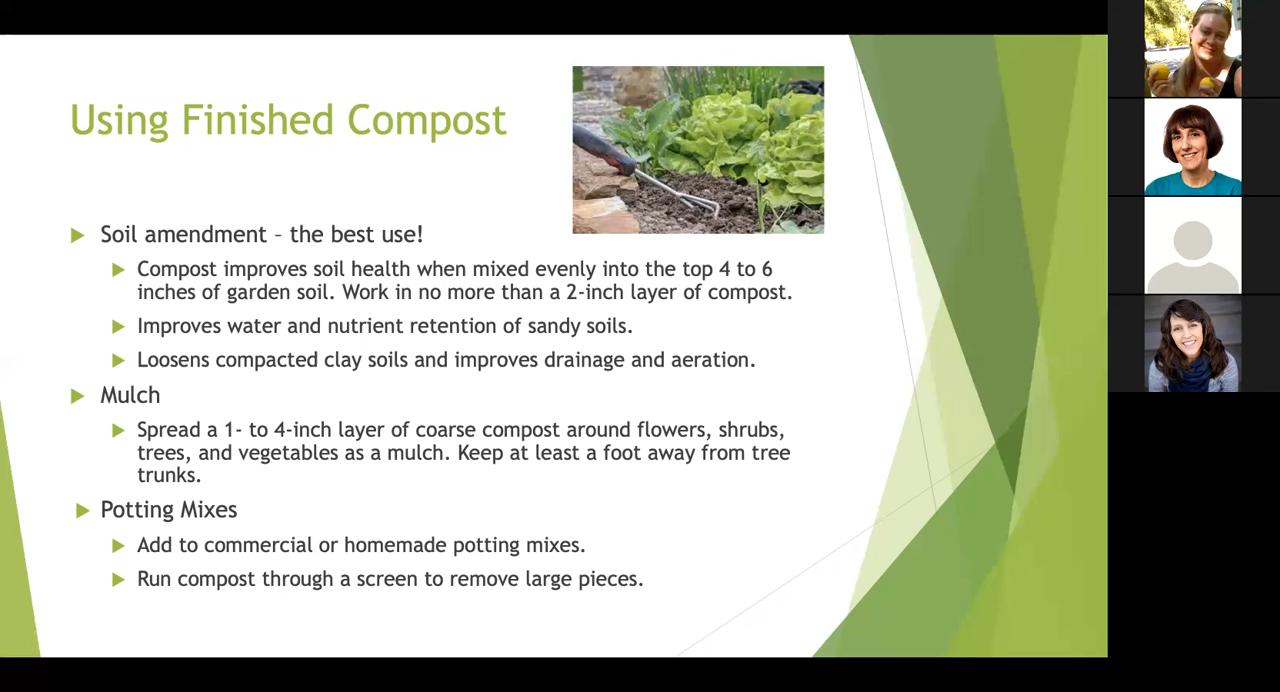 Using Finished Compost
Soil amendment – the best use!
Compost improves soil health when mixed evenly into the top 4 to 6
inches of garden soil. Work in no more than a 2-inch layer of compost.
Improves water and nutrient retention of sandy soils.
Loosens compacted clay soils and improves drainage and aeration.
Mulch
Spread a 1- to 4-inch layer of coarse compost around flowers, shrubs,
trees, and vegetables as a mulch. Keep at least a foot away from tree
trunks.
Potting Mixes
Add to commercial or homemade potting mixes.
Run compost through a screen to remove large pieces.